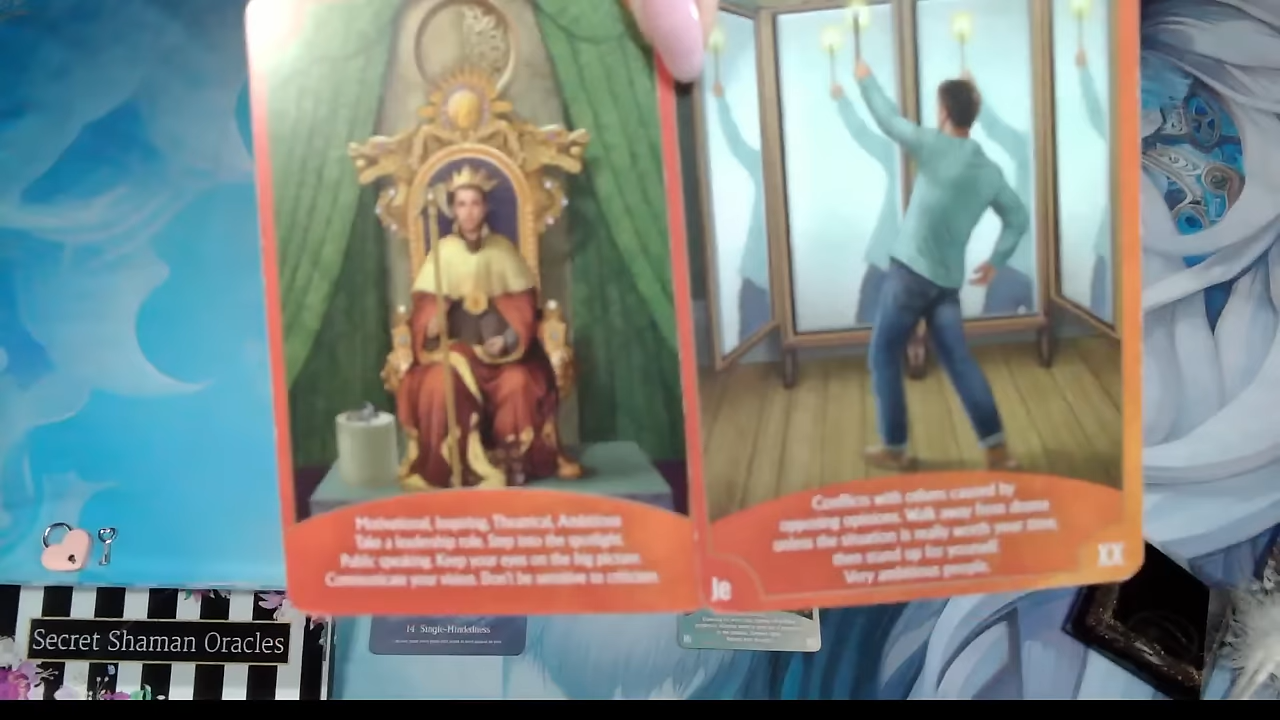 Motivational, Inspiring, Theatrical, Ambitious
Take a leadership role. Step into the spotlight.
Public speaking. Keep your eyes on the big picture.
Communicate your vision. Don't be sensitive to criticism.
Conflicts with others caused by
opposing opinions. Walk away from drama
unless the situation is really worth your time,
then stand up for yourself.
Very ambitious people.
le
II
14 Single-Mindedness
Secret Shaman Oracles